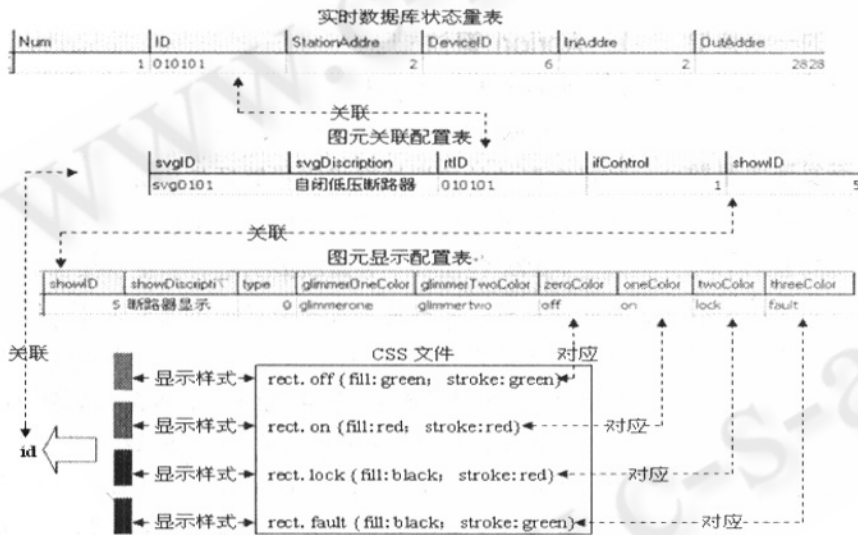 实时数据库状态量表
Num ID StationAddre DeviceID InAddre OutAddre
1 010101 2 6 2 2828
关联
图元关联配置表
svgID svgDiscription rtID ifControl showID
svg0101 自闭低压断路器 010101 1 5
关联
图元显示配置表
showID showDiscripti type glimmerOneColor glimmerTwoColor zeroColor oneColor twoColor threeColor
5 断路器显示 0 glimmerone glimmertwo off on lock fault
关联
CSS 文件 对应
显示样式 rect.off (fill:green; stroke:green)
显示样式 rect.on (fill:red; stroke:red) 对应
id
显示样式 rect.lock (fill:black; stroke:red) 对应
显示样式 rect.fault (fill:black; stroke:green) 对应